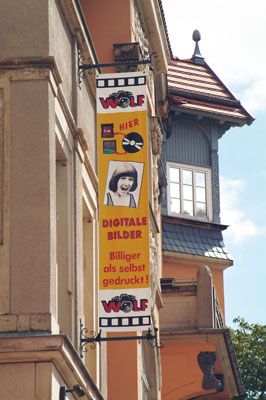 WOLF
HIER
DIGITALE
BILDER
Billiger
als selbst
gedruckt!
WOLF